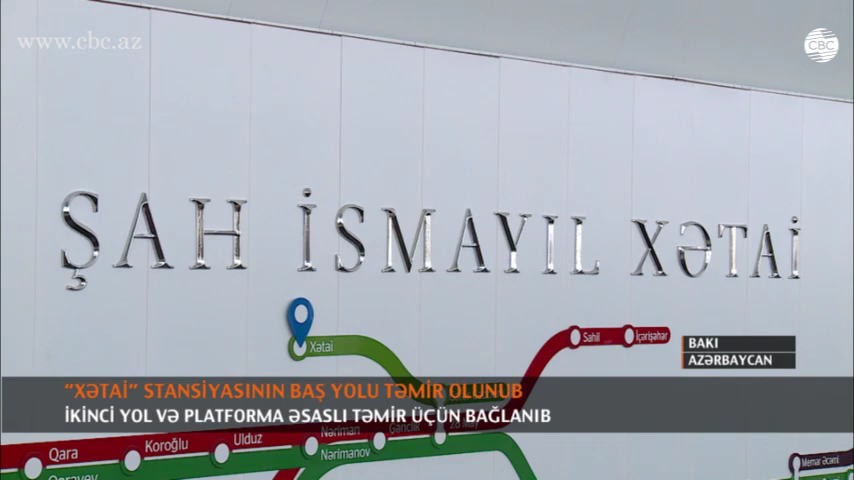 www.cbc.az
CBC
ŞAH İSMAYIL XƏTAİ
Xətai
Sahil
İçərişəhər
BAKI
AZƏRBAYCAN
“XƏTAİ” STANSİYASININ BAŞ YOLU TƏMİR OLUNUB
İKİNCİ YOL VƏ PLATFORMA ƏSASLI TƏMİR ÜÇÜN BAĞLANIB
Qara
Koroğlu
Ulduz
Nəriman
Nərimanov
Gənclik
28 May
Memar Əcəmi